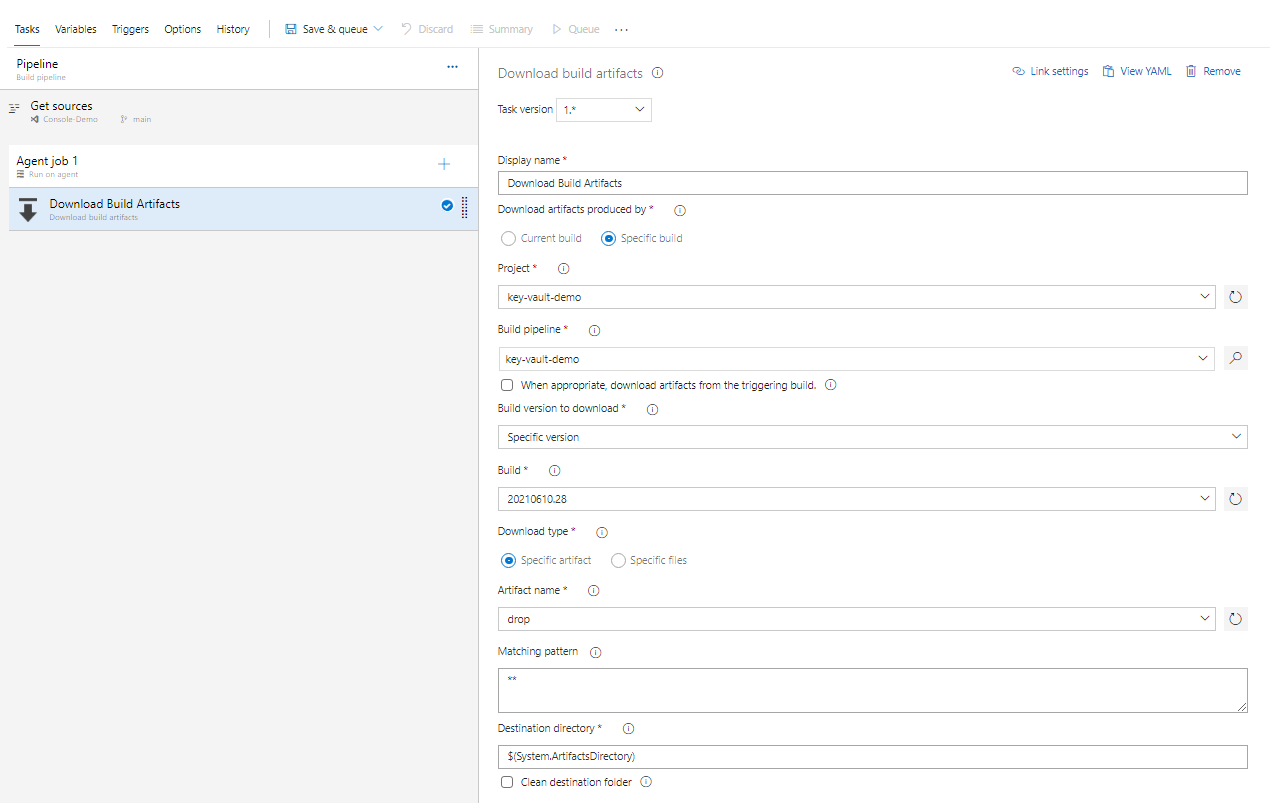 Tasks Variables Triggers Options History Save & queue Discard Summary Queue ...
Pipeline ...
Build pipeline
Get sources
Console-Demo main
Agent job 1
Run on agent
Download Build Artifacts
Download build artifacts
Download build artifacts Link settings View YAML Remove
Task version 1.*
Display name *
Download Build Artifacts
Download artifacts produced by *
Current build Specific build
Project *
key-vault-demo
Build pipeline *
key-vault-demo
When appropriate, download artifacts from the triggering build.
Build version to download *
Specific version
Build *
20210610.28
Download type *
Specific artifact Specific files
Artifact name *
drop
Matching pattern
**
Destination directory *
$(System.ArtifactsDirectory)
Clean destination folder